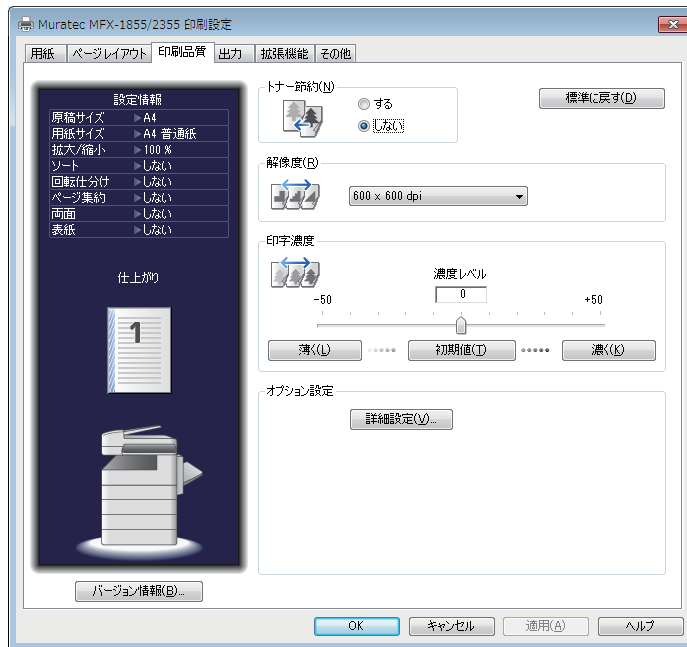 Muratec MFX-1855/2355 印刷設定
用紙 ページレイアウト 印刷品質 出力 拡張機能 その他
設定情報
原稿サイズ ▶A4
用紙サイズ ▶A4 普通紙
拡大/縮小 ▶100 %
ソート ▶しない
回転仕分け ▶しない
ページ集約 ▶しない
両面 ▶しない
表紙 ▶しない
仕上がり
1
バージョン情報(B)...
トナー節約(N)
する
しない
標準に戻す(D)
解像度(R)
600 x 600 dpi
印字濃度
濃度レベル
-50 0 +50
薄く(L) 初期値(T) 濃く(K)
オプション設定
詳細設定(V)...
OK キャンセル 適用(A) ヘルプ